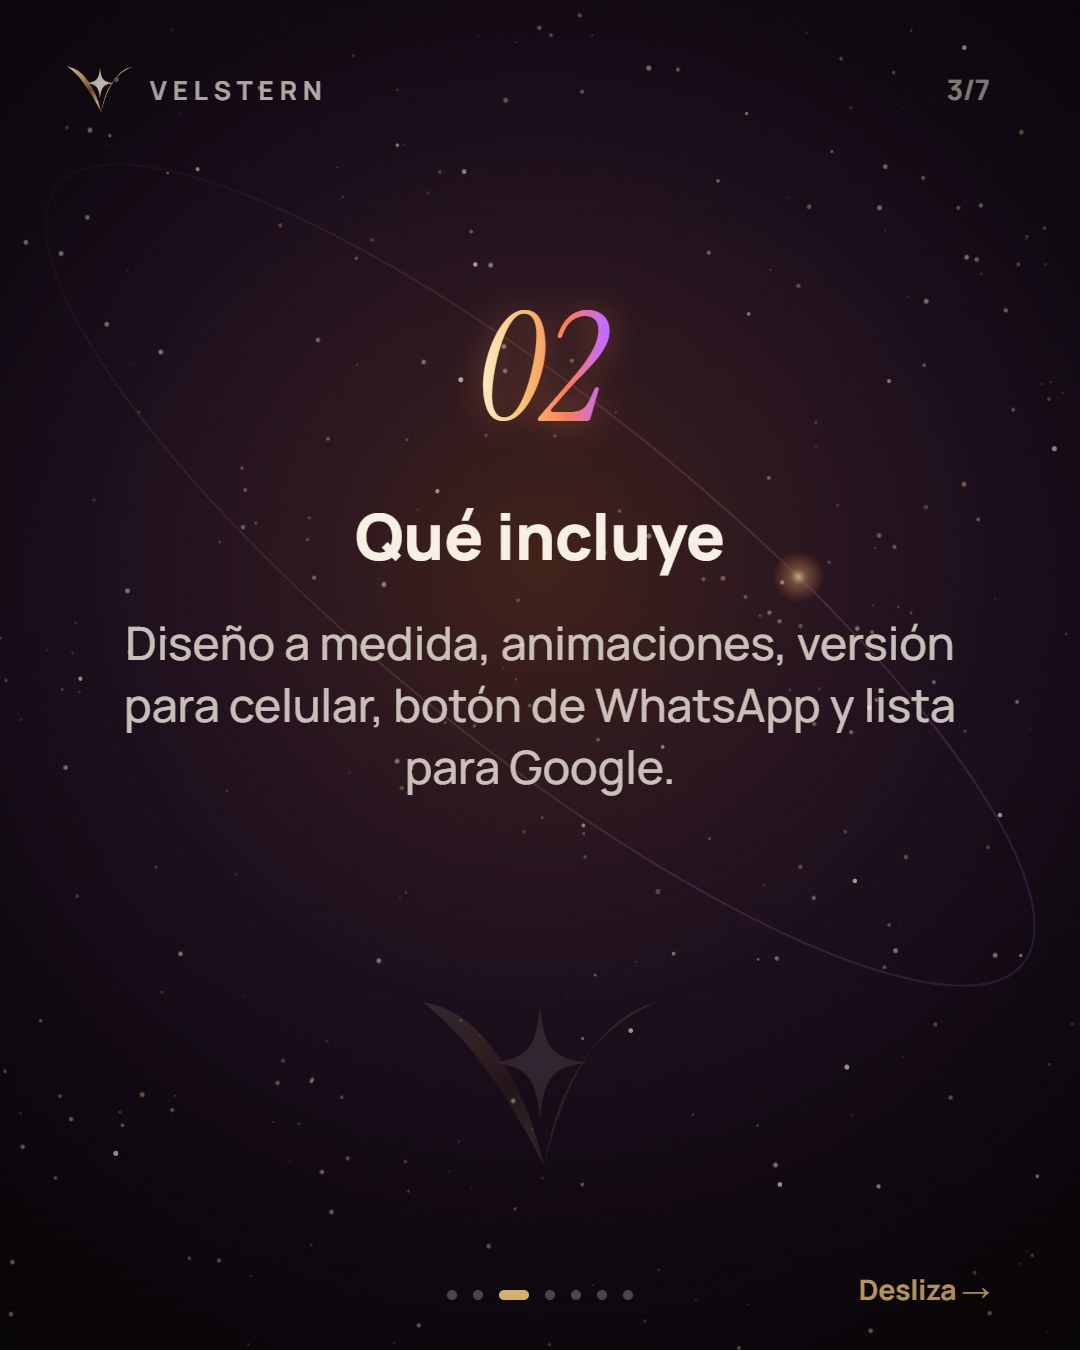 VELSTERN
3/7
02
Qué incluye
Diseño a medida, animaciones, versión
para celular, botón de WhatsApp y lista
para Google.
Desliza →